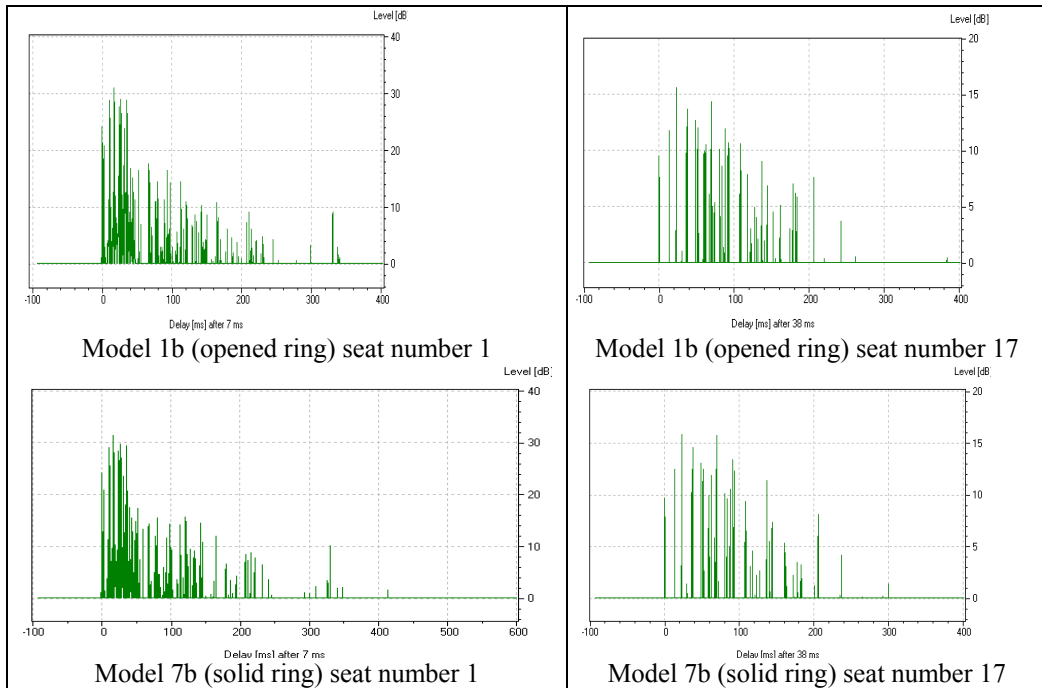 Level [dB]
40
30
20
10
0
-100 0 100 200 300 400
Delay [ms] after 7 ms
Model 1b (opened ring) seat number 1
Level [dB]
20
15
10
5
0
-100 0 100 200 300 400
Delay [ms] after 38 ms
Model 1b (opened ring) seat number 17
Level [dB]
40
30
20
10
0
-100 0 100 200 300 400 500 600
Delay [ms] after 7 ms
Model 7b (solid ring) seat number 1
Level [dB]
20
15
10
5
0
-100 0 100 200 300 400
Delay [ms] after 38 ms
Model 7b (solid ring) seat number 17